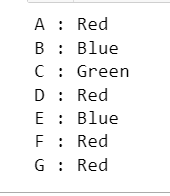 A : Red
B : Blue
C : Green
D : Red
E : Blue
F : Red
G : Red